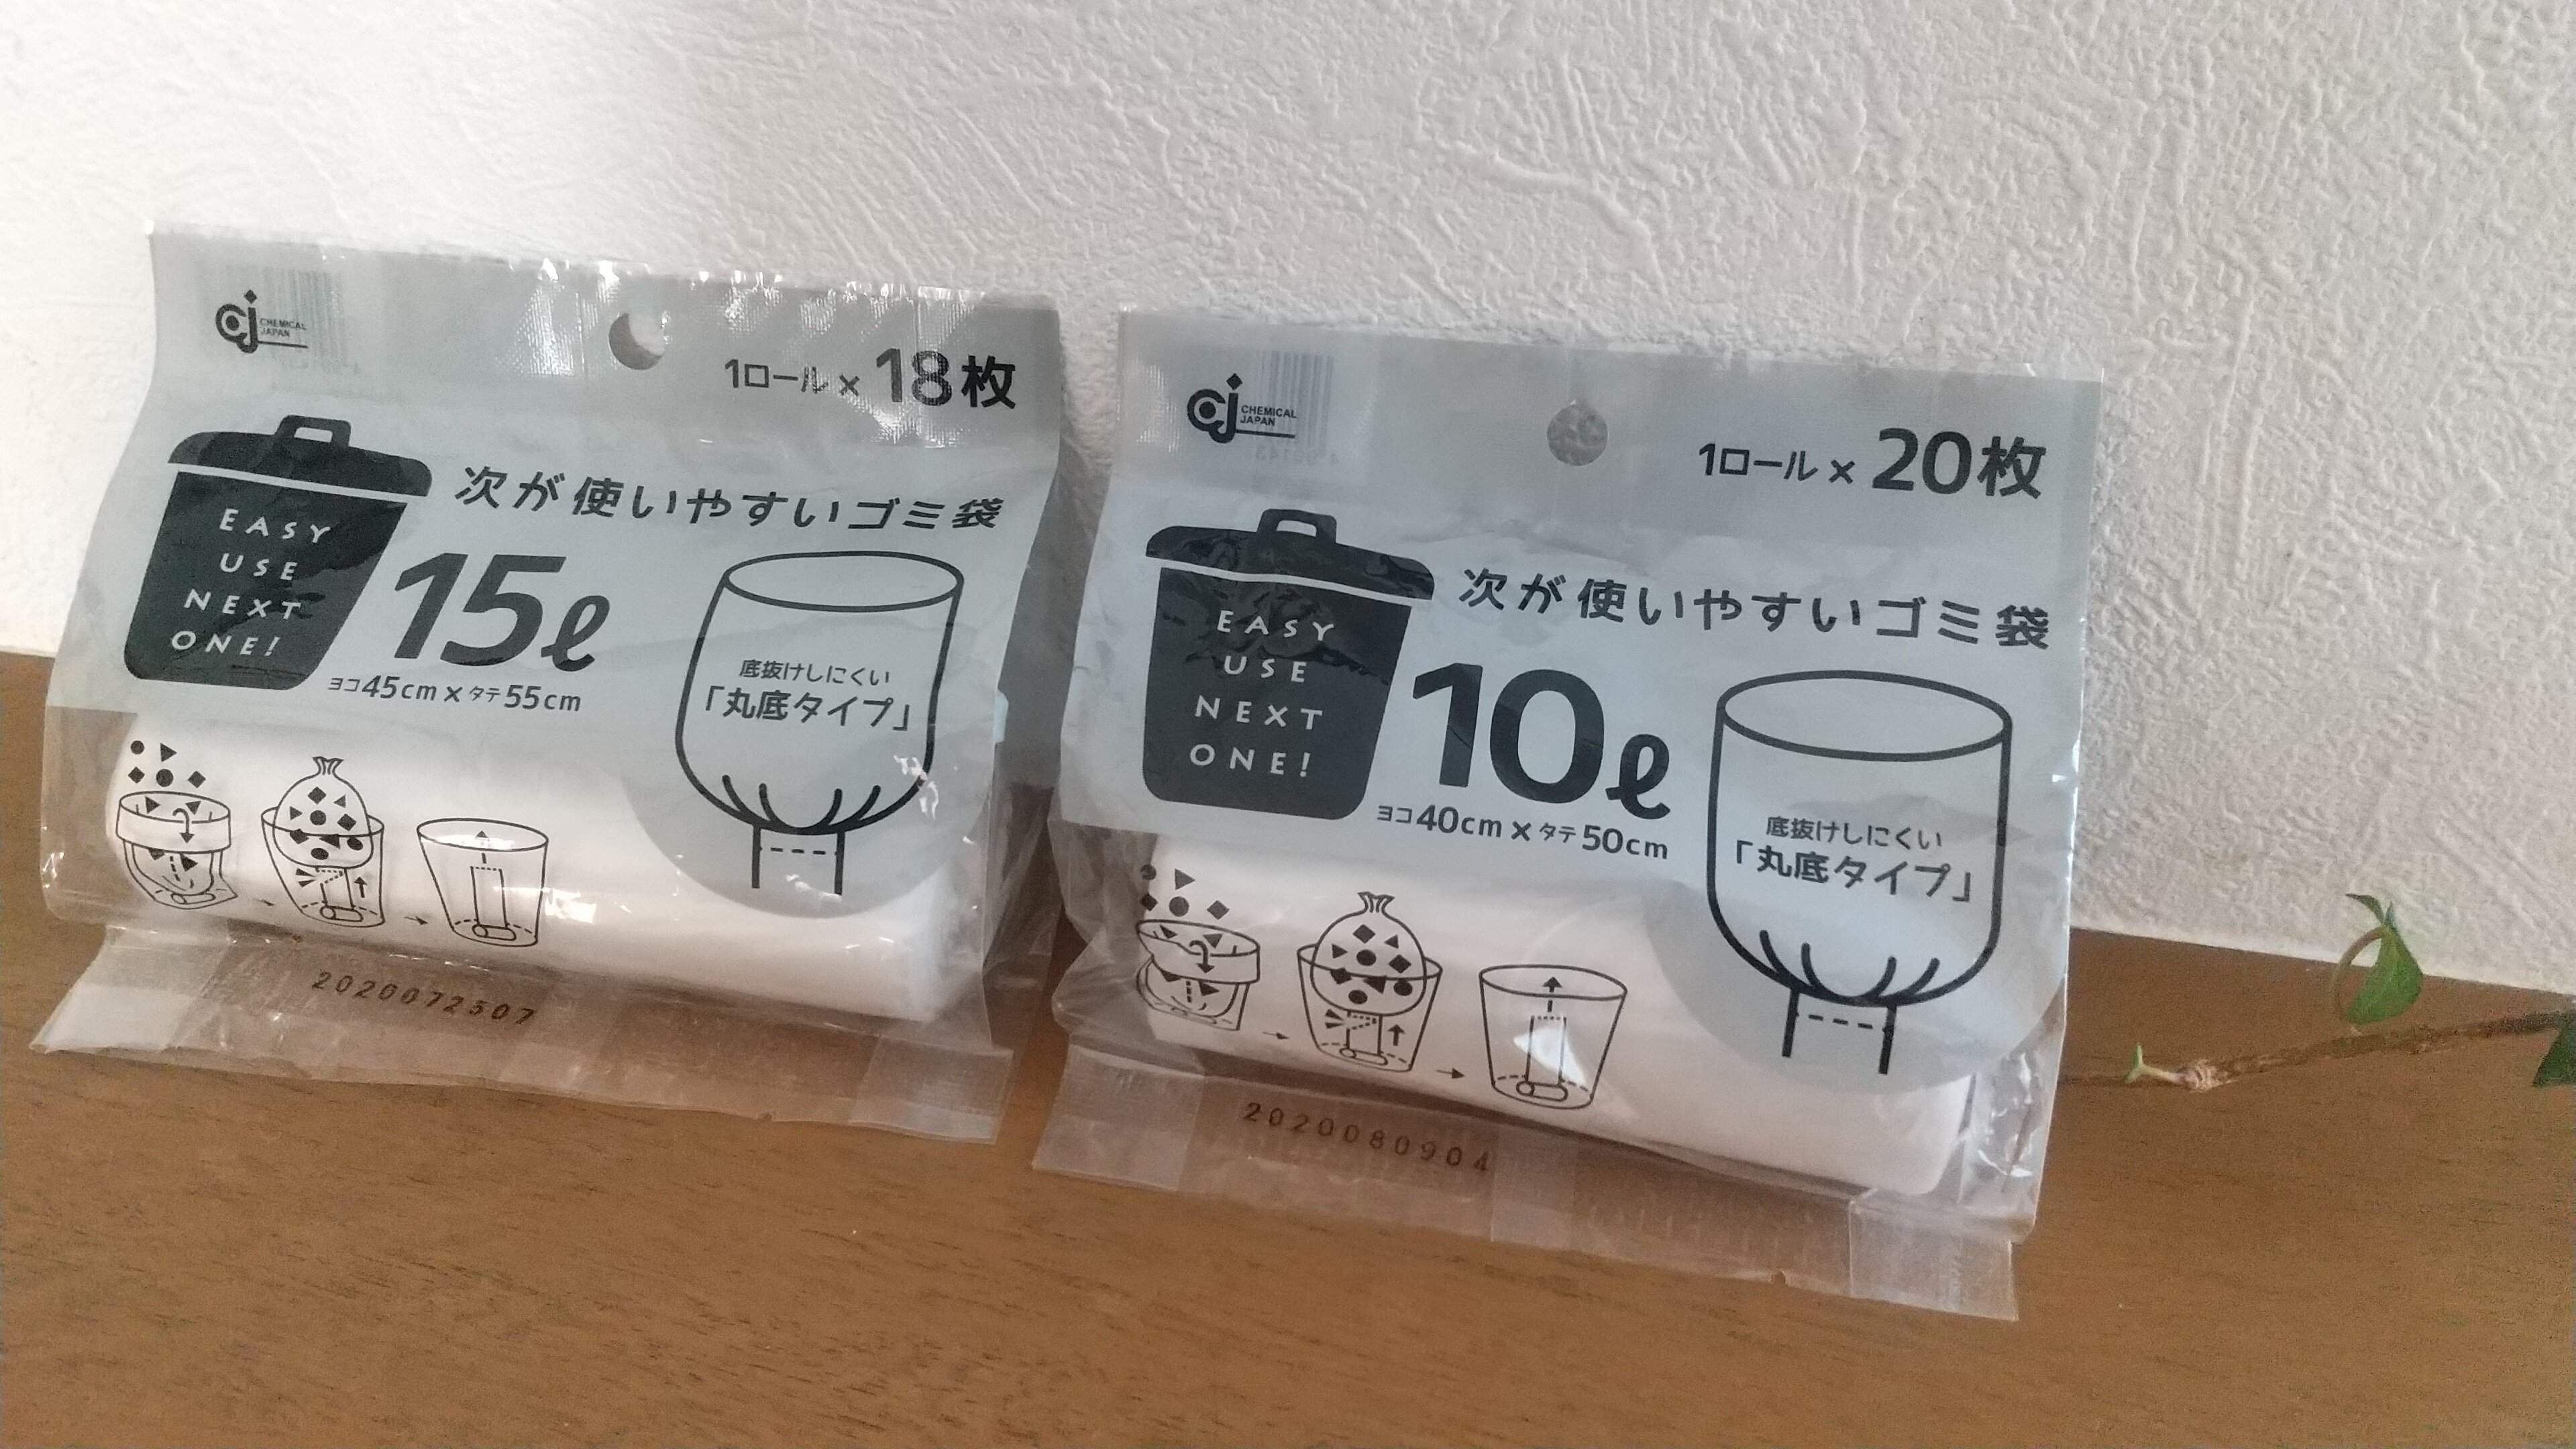 CJ CHEMICAL
JAPAN
1ロール×18枚
次が使いやすいゴミ袋
EASY
USE
NEXT
ONE!
15ℓ
ヨコ45cm×タテ55cm
底抜けしにくい
「丸底タイプ」
2020072507
CJ CHEMICAL
JAPAN
1ロール×20枚
次が使いやすいゴミ袋
EASY
USE
NEXT
ONE!
10ℓ
ヨコ40cm×タテ50cm
底抜けしにくい
「丸底タイプ」
2020080904